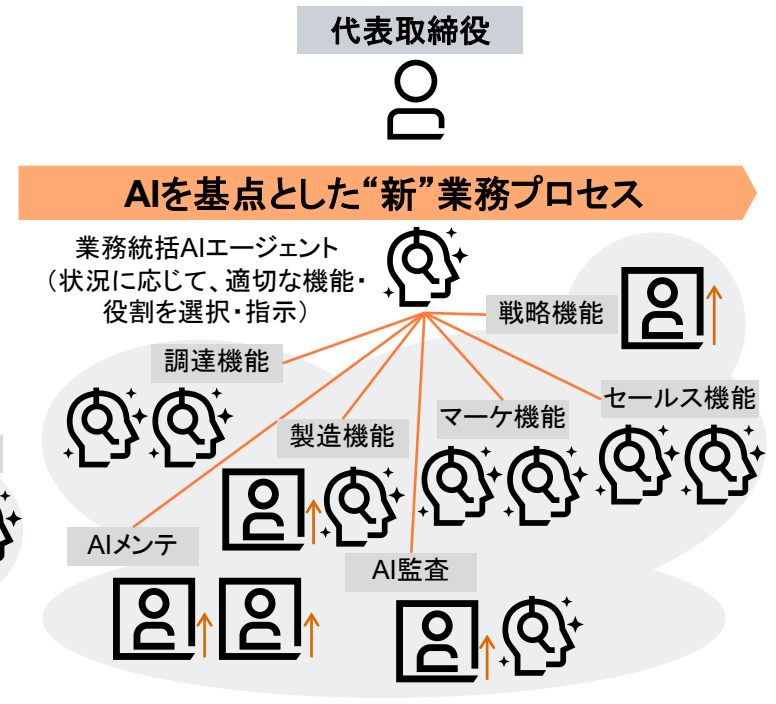 代表取締役
AIを基点とした“新”業務プロセス
業務統括AIエージェント
（状況に応じて、適切な機能・
役割を選択・指示）
戦略機能
調達機能
セールス機能
マーケ機能
製造機能
AIメンテ
AI監査